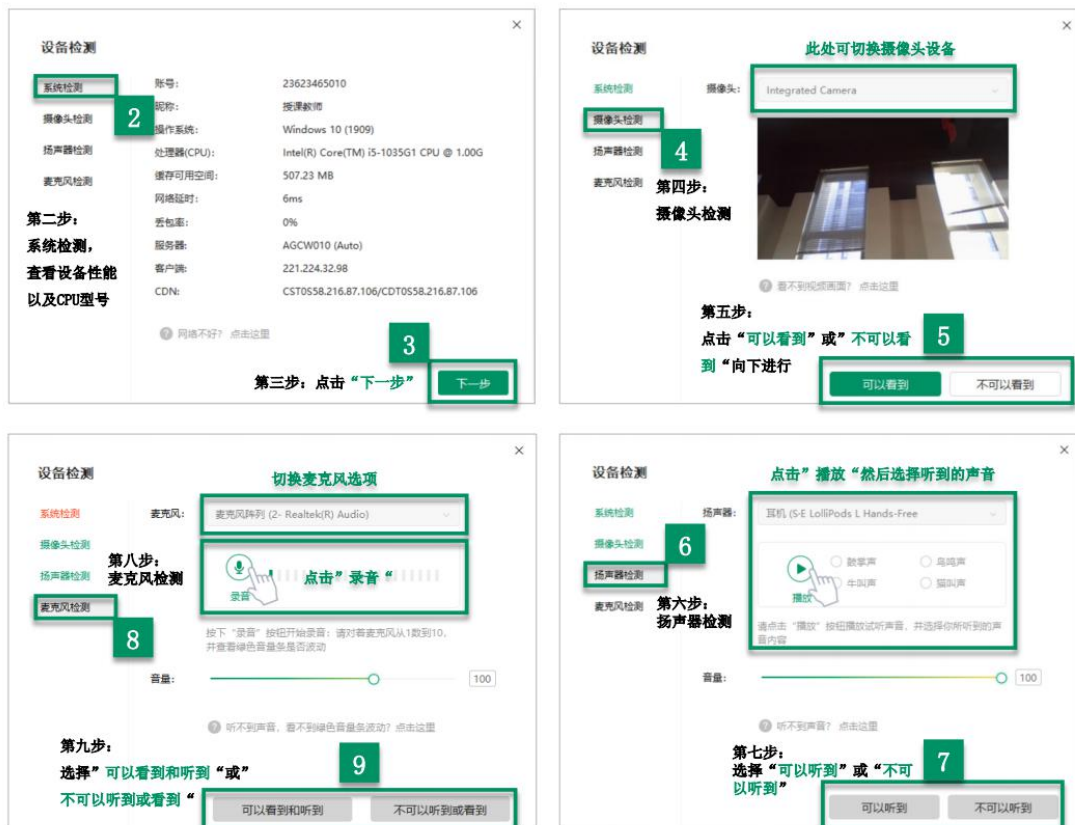 设备检测
系统检测
摄像头检测
扬声器检测
麦克风检测
2
账号: 23623465010
昵称: 授课教师
操作系统: Windows 10 (1909)
处理器(CPU): Intel(R) Core(TM) i5-1035G1 CPU @ 1.00G
缓存可用空间: 507.23 MB
网络延时: 6ms
丢包率: 0%
服务器: AGCW010 (Auto)
客户端: 221.224.32.98
CDN: CST0S58.216.87.106/CDT0S58.216.87.106
第二步:
系统检测,
查看设备性能
以及CPU型号
网络不好? 点击这里
3
第三步: 点击“下一步”
下一步
设备检测
此处可切换摄像头设备
系统检测
摄像头检测
扬声器检测
麦克风检测
摄像头: Integrated Camera
4
第四步:
摄像头检测
看不到视频画面? 点击这里
第五步:
点击“可以看到”或”不可以看
到“向下进行
5
可以看到
不可以看到
设备检测
切换麦克风选项
系统检测
摄像头检测
扬声器检测
麦克风检测
麦克风: 麦克风阵列 (2- Realtek(R) Audio)
第八步:
麦克风检测
8
点击”录音“
录音
按下“录音”按钮开始录音: 请对着麦克风从1数到10,
并查看绿色音量条是否波动
音量: 100
听不到声音、看不到绿色音量条波动? 点击这里
第九步:
选择”可以看到和听到“或”
不可以听到或看到“
9
可以看到和听到
不可以听到或看到
设备检测
点击”播放“然后选择听到的声音
系统检测
摄像头检测
扬声器检测
麦克风检测
扬声器: 耳机 (S-E LolliPods L Hands-Free
6
第六步:
扬声器检测
播放
鼓掌声 鸟鸣声
牛叫声 猫叫声
请点击“播放”按钮播放试听声音, 并选择你所听到的声
音内容
音量: 100
听不到声音? 点击这里
第七步:
选择“可以听到”或“不可
以听到”
7
可以听到
不可以听到